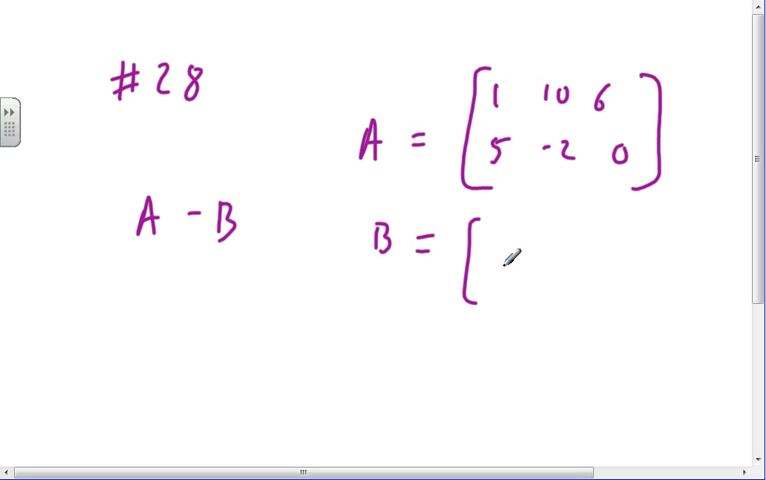 #28
A = [ 1 10 6
5 -2 0 ]
A - B
B = [